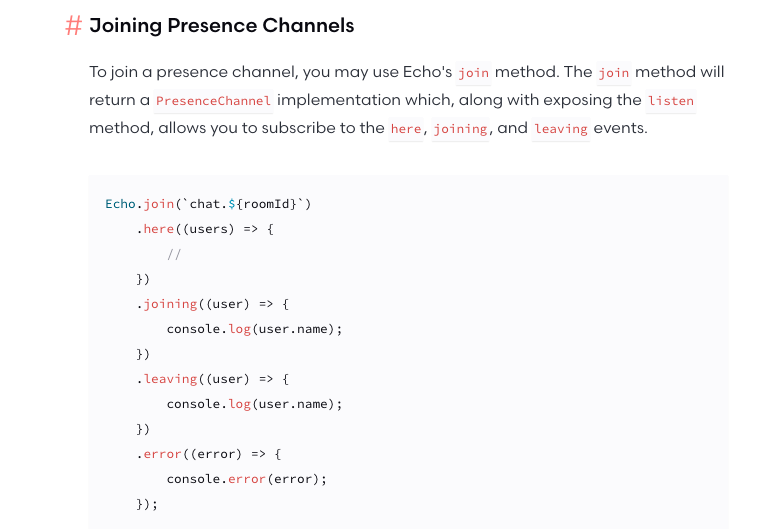 # Joining Presence Channels
To join a presence channel, you may use Echo's join method. The join method will
return a PresenceChannel implementation which, along with exposing the listen
method, allows you to subscribe to the here, joining, and leaving events.
Echo.join(`chat.${roomId}`)
    .here((users) => {
        //
    })
    .joining((user) => {
        console.log(user.name);
    })
    .leaving((user) => {
        console.log(user.name);
    })
    .error((error) => {
        console.error(error);
    });